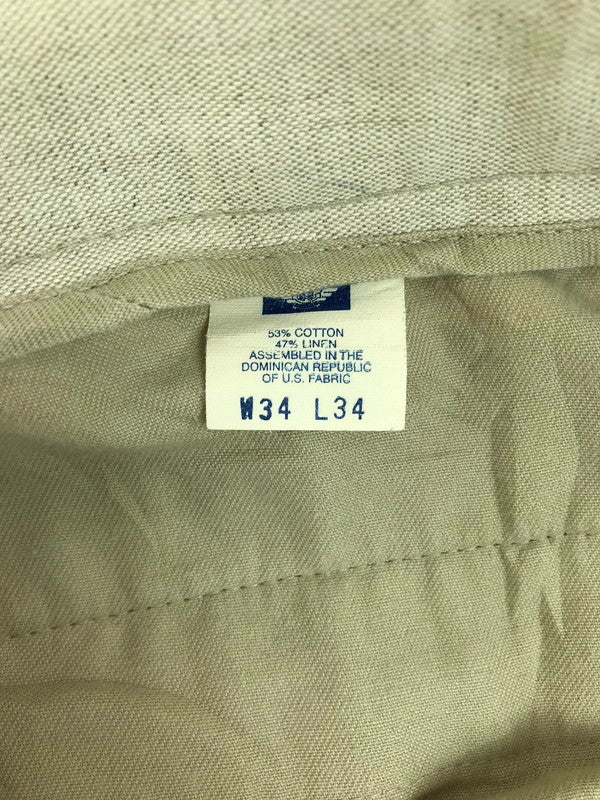 53% COTTON
47% LINEN
ASSEMBLED IN THE
DOMINICAN REPUBLIC
OF U.S. FABRIC
W34 L34